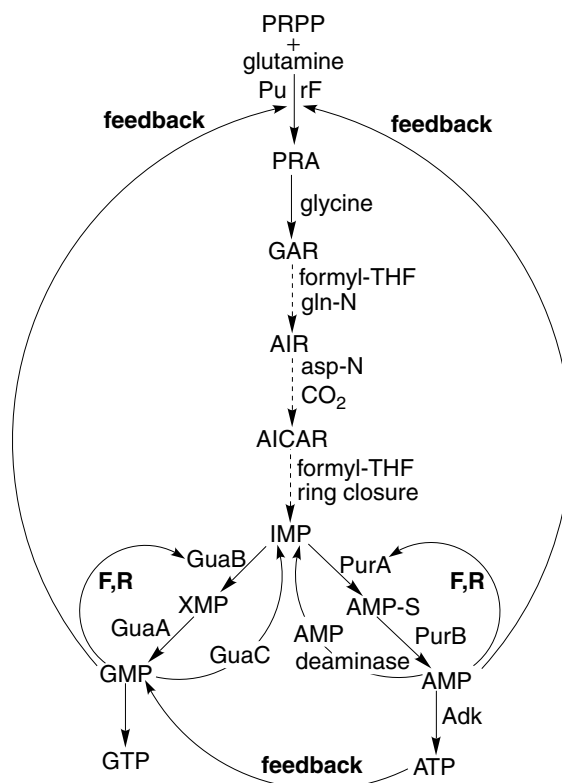 PRPP
+
glutamine
Pu rF
feedback
feedback
PRA
glycine
GAR
formyl-THF
gln-N
AIR
asp-N
CO2
AICAR
formyl-THF
ring closure
IMP
GuaB
PurA
F,R
F,R
XMP
AMP-S
GuaA
AMP
PurB
GuaC
deaminase
GMP
AMP
Adk
GTP
feedback
ATP